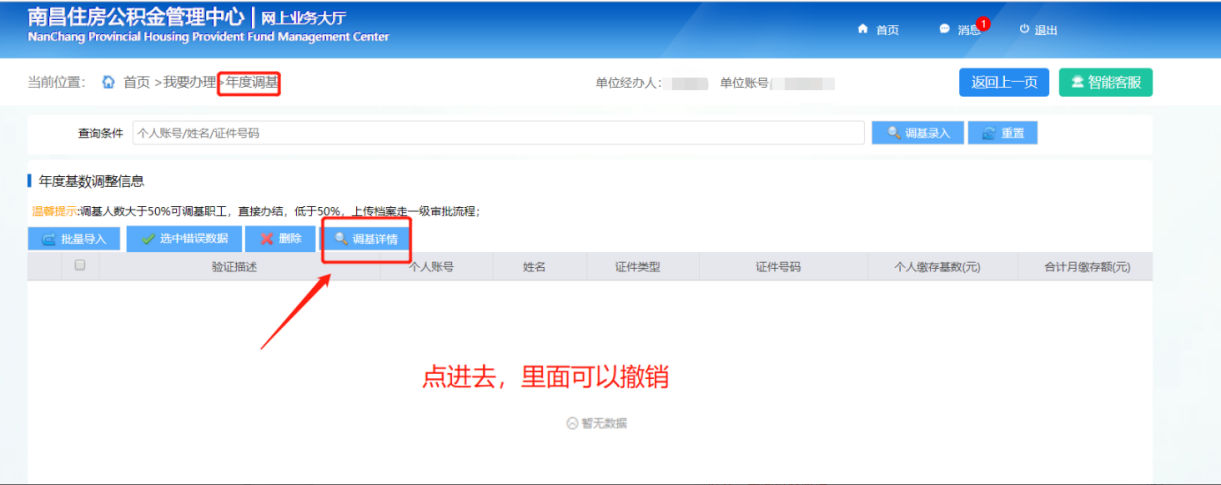 南昌住房公积金管理中心 | 网上业务大厅
NanChang Provincial Housing Provident Fund Management Center
首页 消息 1 退出
当前位置： 首页 >我要办理>年度调基 单位经办人： 单位账号 返回上一页 智能客服
查询条件 个人账号/姓名/证件号码 调基录入 重置
年度基数调整信息
温馨提示:调基人数大于50%可调基职工，直接办结，低于50%，上传档案走一级审批流程；
批量导入 选中错误数据 删除 调基详情
验证描述 个人账号 姓名 证件类型 证件号码 个人缴存基数(元) 合计月缴存额(元)
点进去，里面可以撤销
暂无数据